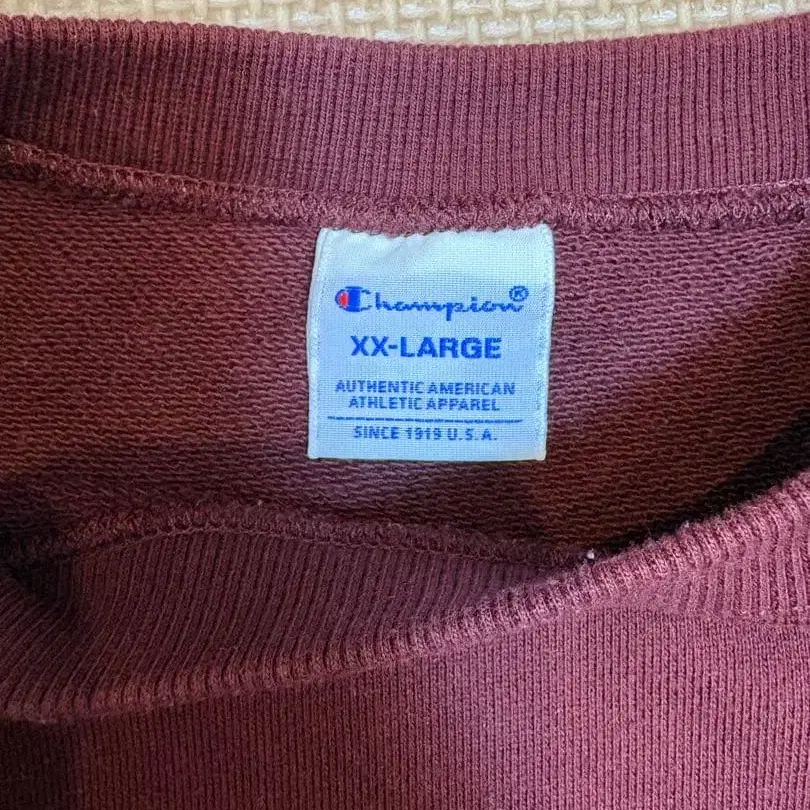 Champion®
XX-LARGE
AUTHENTIC AMERICAN
ATHLETIC APPAREL
SINCE 1919 U.S.A.